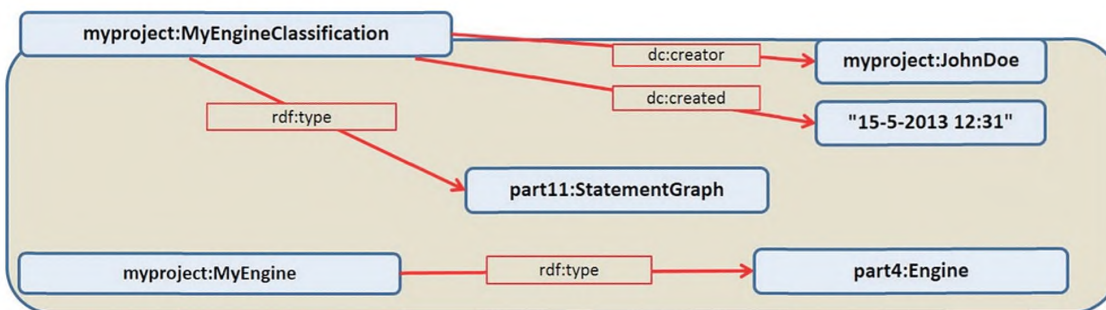 myproject:MyEngineClassification
dc:creator
myproject:JohnDoe
dc:created
"15-5-2013 12:31"
rdf:type
part11:StatementGraph
myproject:MyEngine
rdf:type
part4:Engine